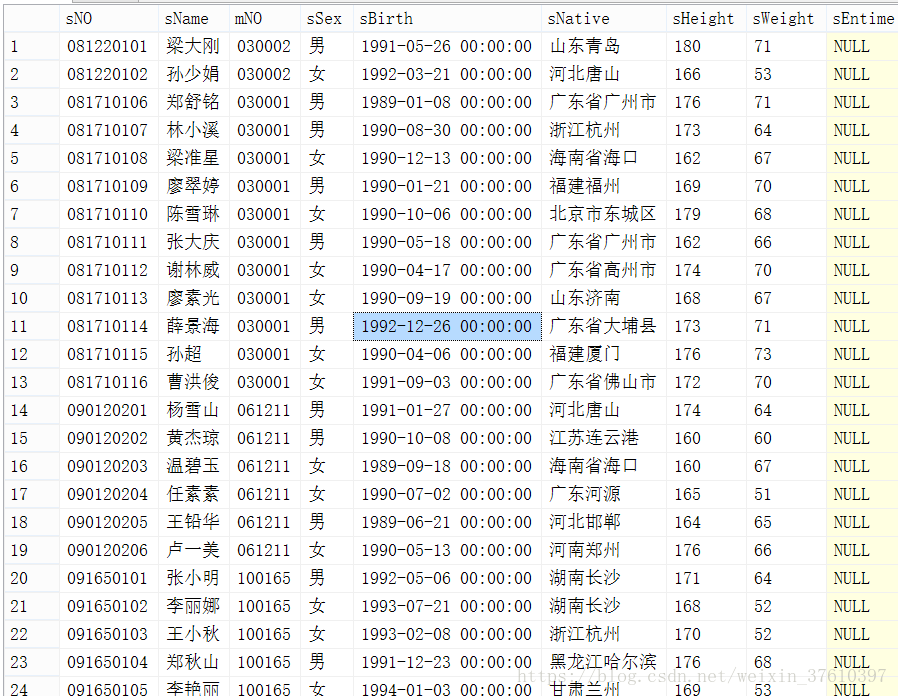 sNO sName mNO sSex sBirth sNative sHeight sWeight sEntime
1 081220101 梁大刚 030002 男 1991-05-26 00:00:00 山东青岛 180 71 NULL
2 081220102 孙少娟 030002 女 1992-03-21 00:00:00 河北唐山 166 53 NULL
3 081710106 郑舒铭 030001 男 1989-01-08 00:00:00 广东省广州市 176 71 NULL
4 081710107 林小溪 030001 男 1990-08-30 00:00:00 浙江杭州 173 64 NULL
5 081710108 梁准星 030001 女 1990-12-13 00:00:00 海南省海口 162 67 NULL
6 081710109 廖翠婷 030001 男 1990-01-21 00:00:00 福建福州 169 70 NULL
7 081710110 陈雪琳 030001 女 1990-10-06 00:00:00 北京市东城区 179 68 NULL
8 081710111 张大庆 030001 男 1990-05-18 00:00:00 广东省广州市 162 66 NULL
9 081710112 谢林威 030001 女 1990-04-17 00:00:00 广东省高州市 174 70 NULL
10 081710113 廖素光 030001 女 1990-09-19 00:00:00 山东济南 168 67 NULL
11 081710114 薛景海 030001 男 1992-12-26 00:00:00 广东省大埔县 173 71 NULL
12 081710115 孙超 030001 女 1990-04-06 00:00:00 福建厦门 176 73 NULL
13 081710116 曹洪俊 030001 女 1991-09-03 00:00:00 广东省佛山市 172 70 NULL
14 090120201 杨雪山 061211 男 1991-01-27 00:00:00 河北唐山 174 64 NULL
15 090120202 黄杰琼 061211 男 1990-10-08 00:00:00 江苏连云港 160 60 NULL
16 090120203 温碧玉 061211 女 1989-09-18 00:00:00 海南省海口 160 67 NULL
17 090120204 任素素 061211 女 1990-07-02 00:00:00 广东河源 165 51 NULL
18 090120205 王铅华 061211 男 1989-06-21 00:00:00 河北邯郸 164 65 NULL
19 090120206 卢一美 061211 女 1990-05-13 00:00:00 河南郑州 176 66 NULL
20 091650101 张小明 100165 男 1992-05-06 00:00:00 湖南长沙 171 64 NULL
21 091650102 李丽娜 100165 女 1993-07-21 00:00:00 湖南长沙 168 52 NULL
22 091650103 王小秋 100165 女 1993-02-08 00:00:00 浙江杭州 170 52 NULL
23 091650104 郑秋山 100165 男 1991-12-23 00:00:00 黑龙江哈尔滨 176 68 NULL
24 091650105 李艳丽 100165 女 1994-01-03 00:00:00 甘肃兰州 169 53 NULL
https://blog.csdn.net/weixin_37610397